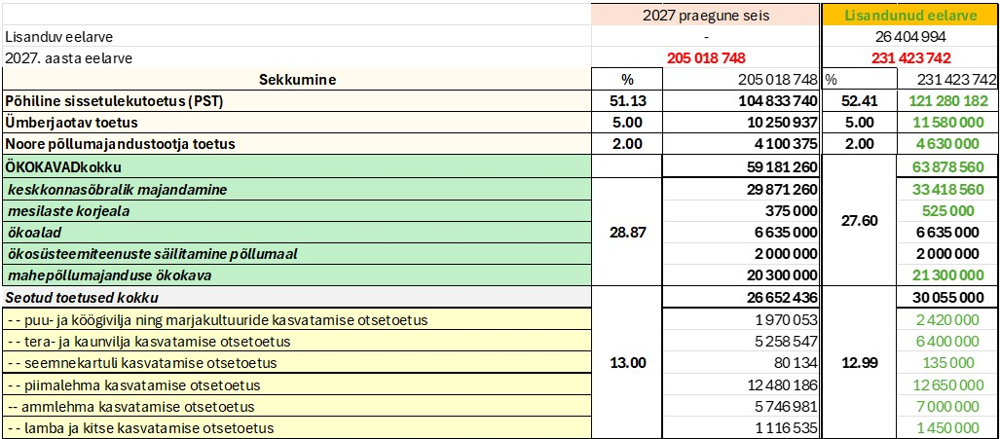 2027 praegune seis Lisandunud eelarve
Lisanduv eelarve - 26 404 994
2027. aasta eelarve 205 018 748 231 423 742
Sekkumine % 205 018 748 % 231 423 742
Põhiline sissetulekutoetus (PST) 51.13 104 833 740 52.41 121 280 182
Ümberjaotav toetus 5.00 10 250 937 5.00 11 580 000
Noore põllumajandustootja toetus 2.00 4 100 375 2.00 4 630 000
ÖKOKAVADkokku 59 181 260 63 878 560
keskkonnasõbralik majandamine 29 871 260 33 418 560
mesilaste korjeala 375 000 525 000
ökoalad 28.87 6 635 000 27.60 6 635 000
ökosüsteemiteenuste säilitamine põllumaal 2 000 000 2 000 000
mahepõllumajanduse ökokava 20 300 000 21 300 000
Seotud toetused kokku 26 652 436 30 055 000
- - puu- ja köögivilja ning marjakultuuride kasvatamise otsetoetus 1 970 053 2 420 000
- - tera- ja kaunvilja kasvatamise otsetoetus 5 258 547 6 400 000
- - seemnekartuli kasvatamise otsetoetus 13.00 80 134 12.99 135 000
- - piimalehma kasvatamise otsetoetus 12 480 186 12 650 000
-- ammlehma kasvatamise otsetoetus 5 746 981 7 000 000
- - lamba ja kitse kasvatamise otsetoetus 1 116 535 1 450 000